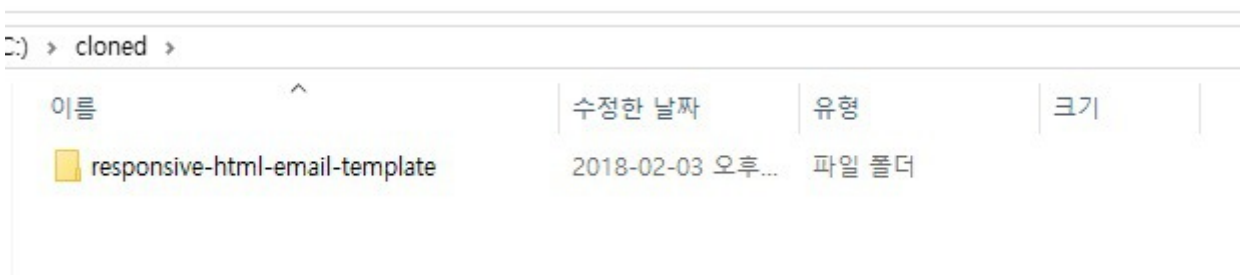 C:) > cloned >
이름 수정한 날짜 유형 크기
responsive-html-email-template 2018-02-03 오후... 파일 폴더